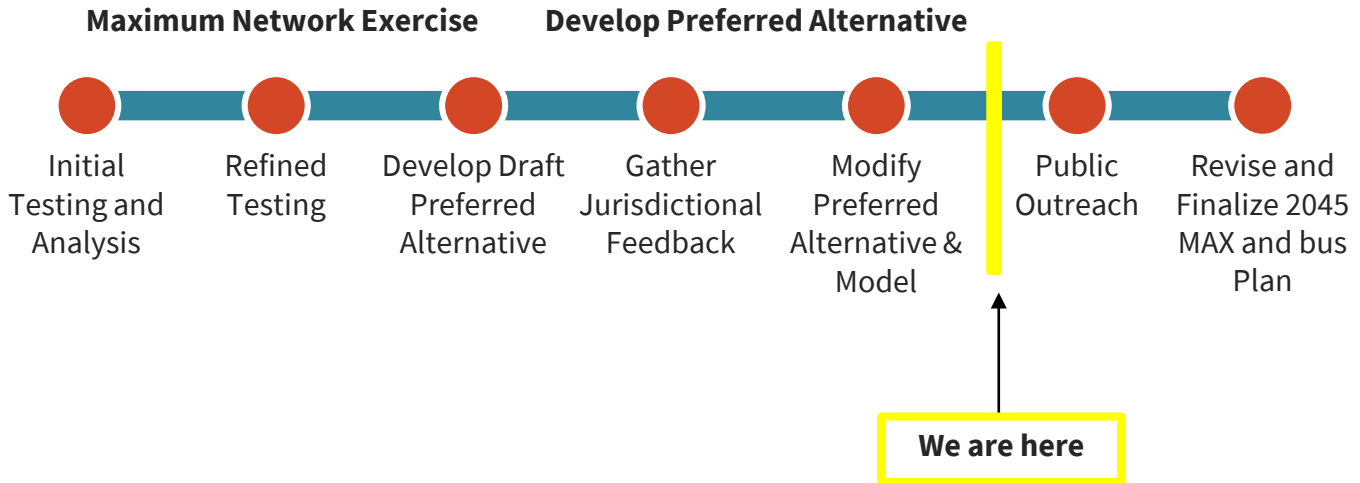 Maximum Network Exercise
Develop Preferred Alternative
Initial
Testing and
Analysis
Refined
Testing
Develop Draft
Preferred
Alternative
Gather
Jurisdictional
Feedback
Modify
Preferred
Alternative &
Model
Public
Outreach
Revise and
Finalize 2045
MAX and bus
Plan
We are here